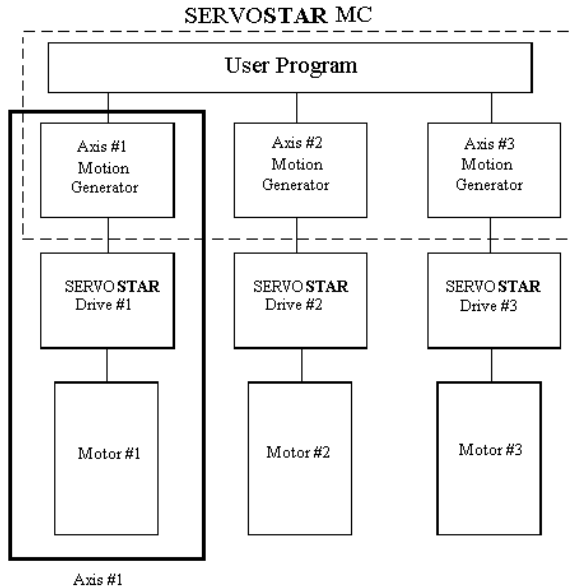 SERVOSTAR MC
User Program
Axis #1
Motion
Generator
Axis #2
Motion
Generator
Axis #3
Motion
Generator
SERVOSTAR
Drive #1
SERVOSTAR
Drive #2
SERVOSTAR
Drive #3
Motor #1
Motor #2
Motor #3
Axis #1